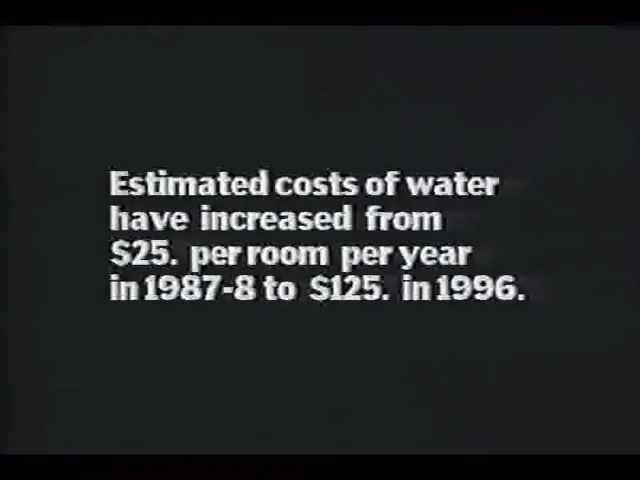 Estimated costs of water
have increased from
$25. per room per year
in 1987-8 to $125. in 1996.